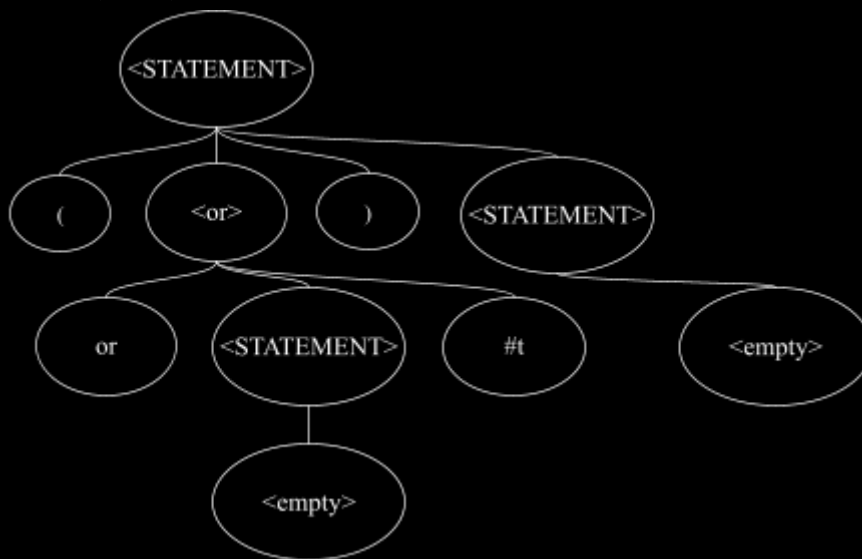 <STATEMENT>
( <or> ) <STATEMENT>
or <STATEMENT> #t <empty>
<empty>